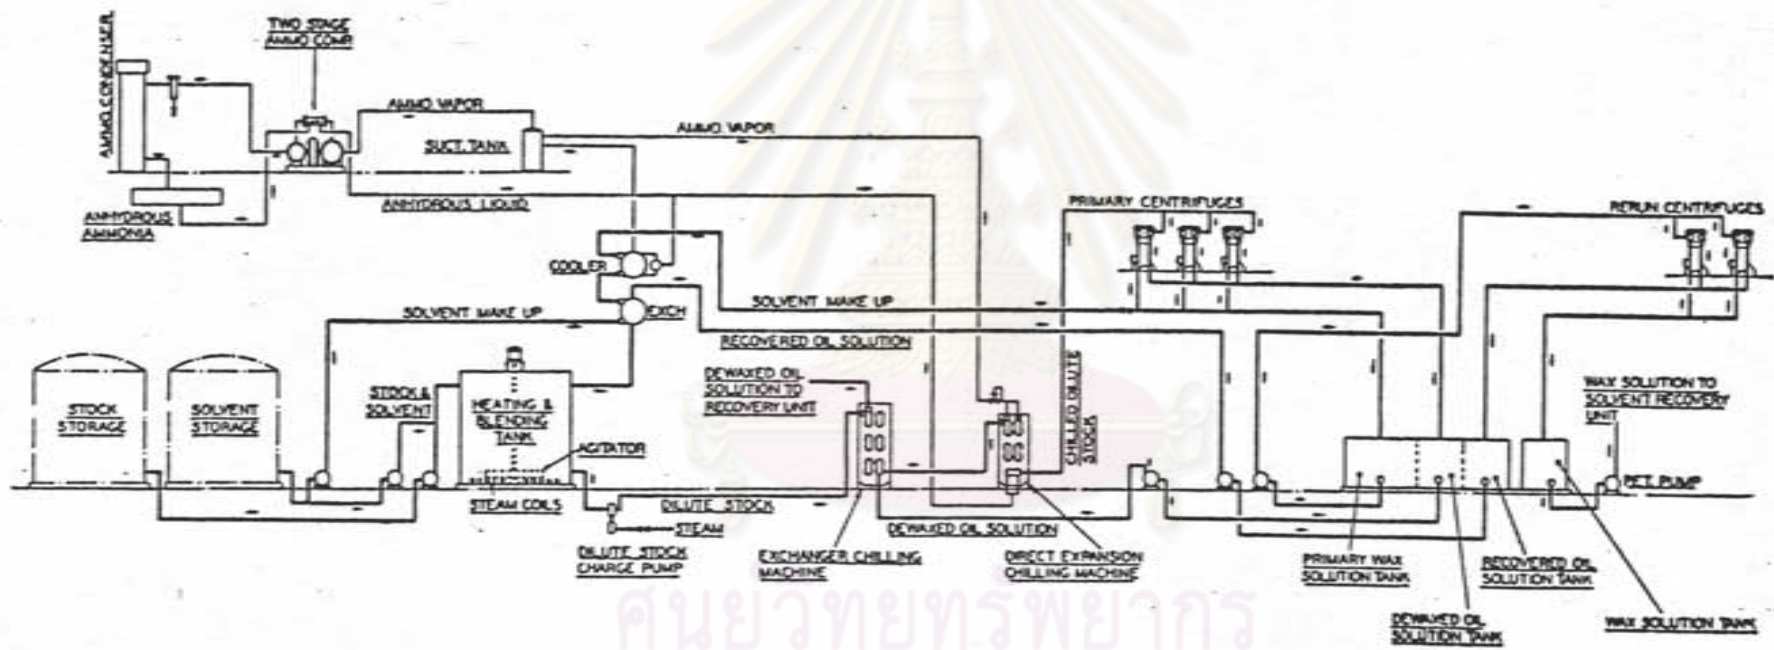 TWO STAGE
AMMO COMP.
AMMO CONDENSER
AMMO VAPOR
AMMO. VAPOR
SUCT. TANK
ANHYDROUS
AMMONIA
ANHYDROUS LIQUID
PRIMARY CENTRIFUGES
RERUN CENTRIFUGES
COOLER
EXCH
SOLVENT MAKE UP
SOLVENT MAKE UP
RECOVERED OIL SOLUTION
STOCK
STORAGE
SOLVENT
STORAGE
STOCK &
SOLVENT
HEATING &
BLENDING
TANK
AGITATOR
STEAM COILS
DEWAXED OIL
SOLUTION TO
RECOVERY UNIT
CHILLED DILUTE
STOCK
WAX SOLUTION TO
SOLVENT RECOVERY
UNIT
PET. PUMP
DILUTE STOCK
STEAM
DILUTE STOCK
CHARGE PUMP
DEWAXED OIL SOLUTION
EXCHANGER CHILLING
MACHINE
DIRECT EXPANSION
CHILLING MACHINE
PRIMARY WAX
SOLUTION TANK
RECOVERED OIL
SOLUTION TANK
DEWAXED OIL
SOLUTION TANK
WAX SOLUTION TANK
ศูนย์วิทยทรัพยากร